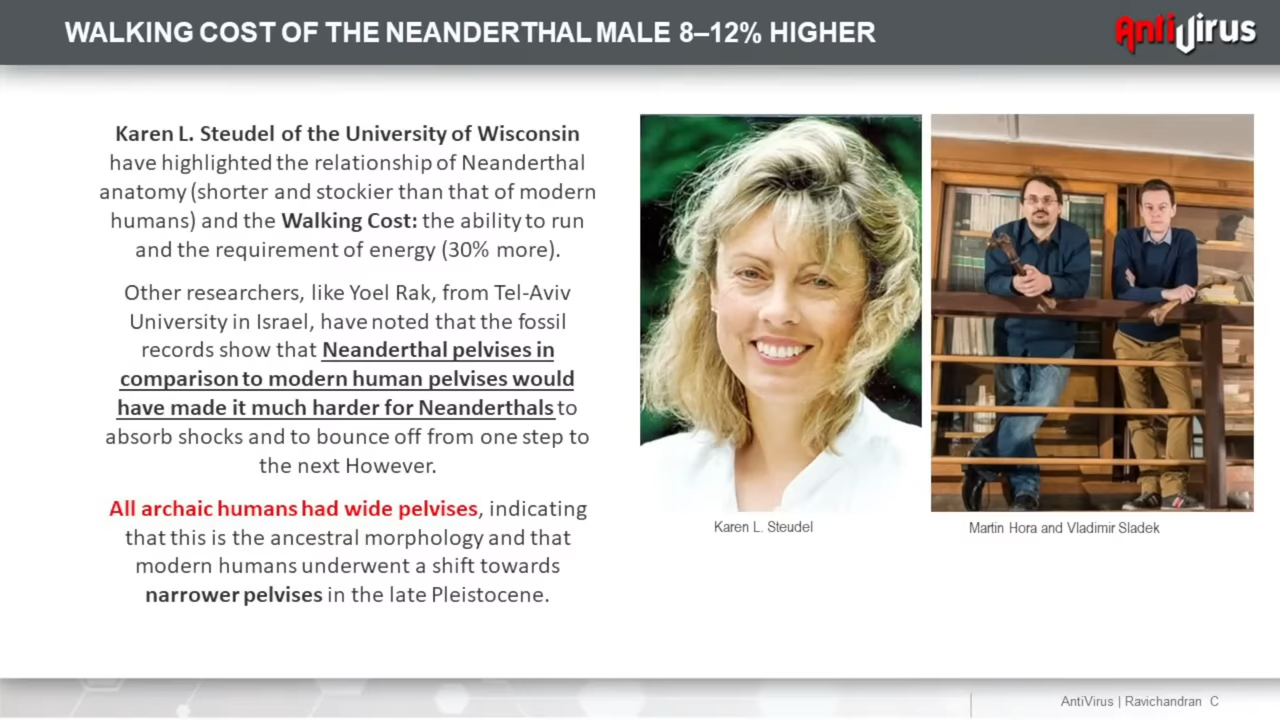 WALKING COST OF THE NEANDERTHAL MALE 8–12% HIGHER
AntiVirus
Karen L. Steudel of the University of Wisconsin
have highlighted the relationship of Neanderthal
anatomy (shorter and stockier than that of modern
humans) and the Walking Cost: the ability to run
and the requirement of energy (30% more).
Other researchers, like Yoel Rak, from Tel-Aviv
University in Israel, have noted that the fossil
records show that Neanderthal pelvises in
comparison to modern human pelvises would
have made it much harder for Neanderthals to
absorb shocks and to bounce off from one step to
the next However.
All archaic humans had wide pelvises, indicating
that this is the ancestral morphology and that
modern humans underwent a shift towards
narrower pelvises in the late Pleistocene.
Karen L. Steudel
Martin Hora and Vladimir Sladek
AntiVirus | Ravichandran C